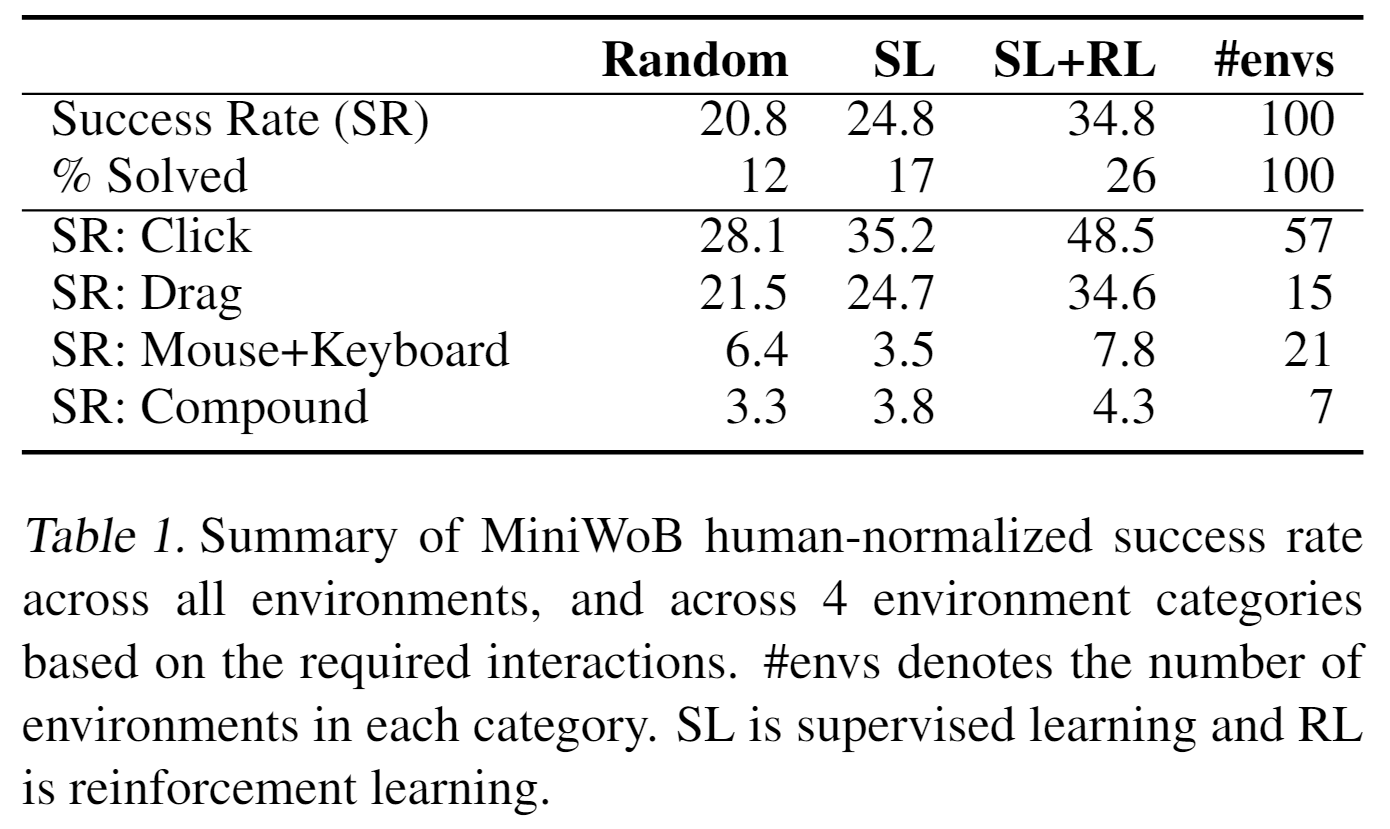 Random SL SL+RL #envs
Success Rate (SR) 20.8 24.8 34.8 100
% Solved 12 17 26 100
SR: Click 28.1 35.2 48.5 57
SR: Drag 21.5 24.7 34.6 15
SR: Mouse+Keyboard 6.4 3.5 7.8 21
SR: Compound 3.3 3.8 4.3 7
Table 1. Summary of MiniWoB human-normalized success rate
across all environments, and across 4 environment categories
based on the required interactions. #envs denotes the number of
environments in each category. SL is supervised learning and RL
is reinforcement learning.